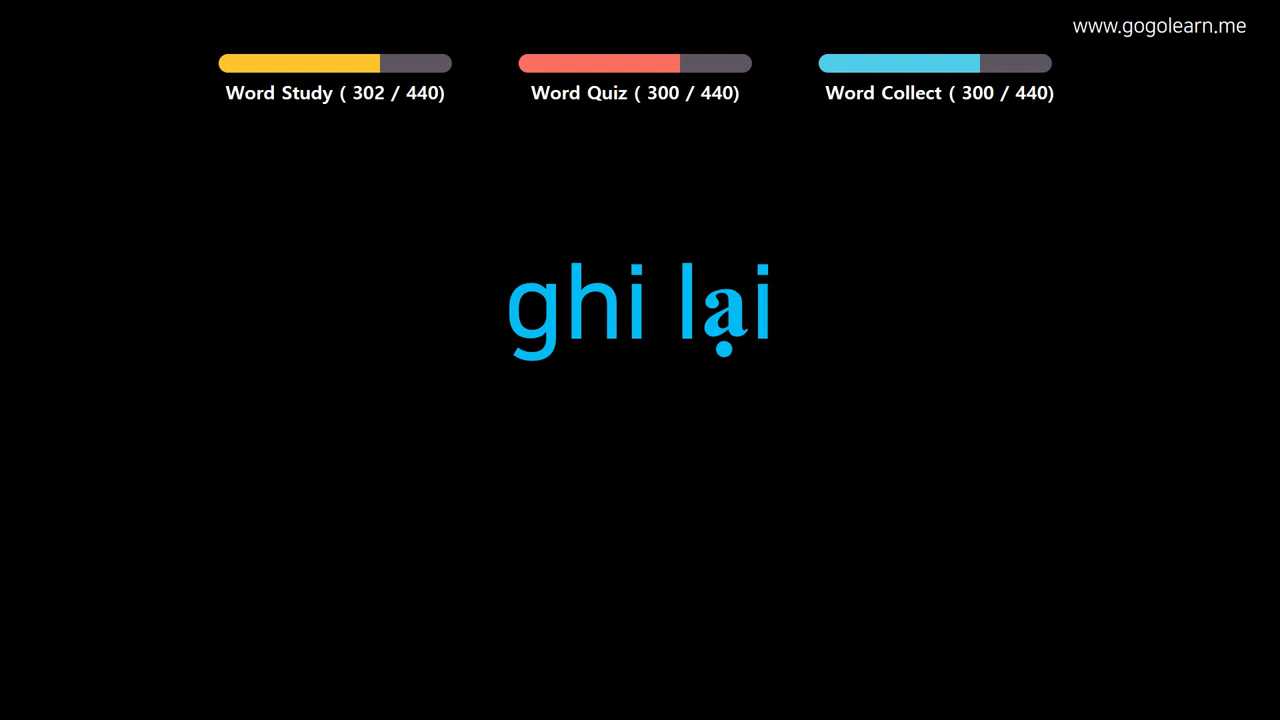 www.gogolearn.me
Word Study ( 302 / 440)
Word Quiz ( 300 / 440)
Word Collect ( 300 / 440)
ghi lại